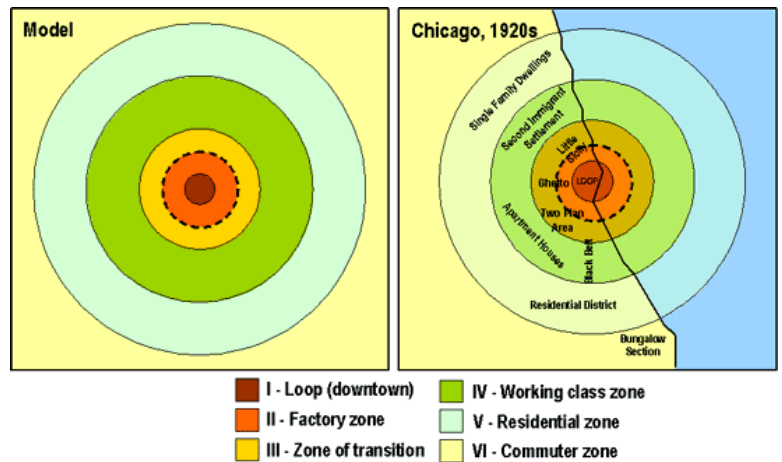 Model
Chicago, 1920s
Single Family Dwellings
Second Immigrant
Settlement
Little
Sicily
LOOP
Ghetto
Two Plan
Area
Apartment Houses
Black Belt
Residential District
Bungalow
Section
I - Loop (downtown)
II - Factory zone
III - Zone of transition
IV - Working class zone
V - Residential zone
VI - Commuter zone